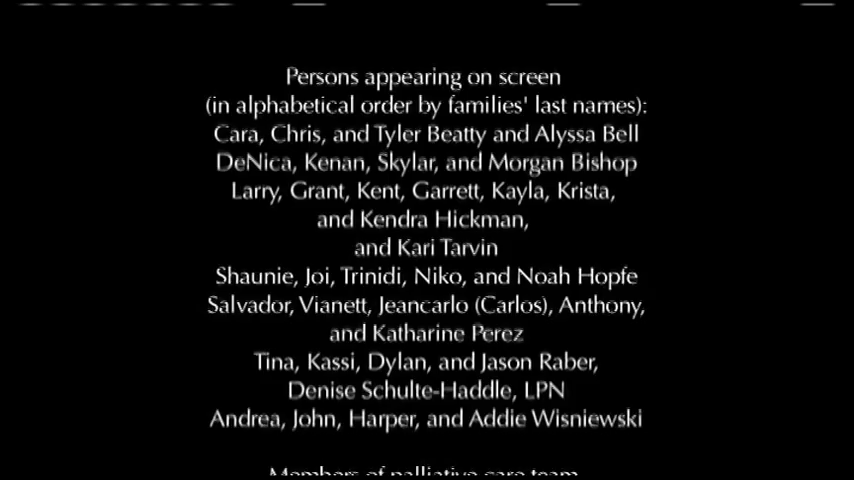 Persons appearing on screen
(in alphabetical order by families' last names):
Cara, Chris, and Tyler Beatty and Alyssa Bell
DeNica, Kenan, Skylar, and Morgan Bishop
Larry, Grant, Kent, Garrett, Kayla, Krista,
and Kendra Hickman,
and Kari Tarvin
Shaunie, Joi, Trinidi, Niko, and Noah Hopfe
Salvador, Vianett, Jeancarlo (Carlos), Anthony,
and Katharine Perez
Tina, Kassi, Dylan, and Jason Raber,
Denise Schulte-Haddle, LPN
Andrea, John, Harper, and Addie Wisniewski
Members of palliative care team